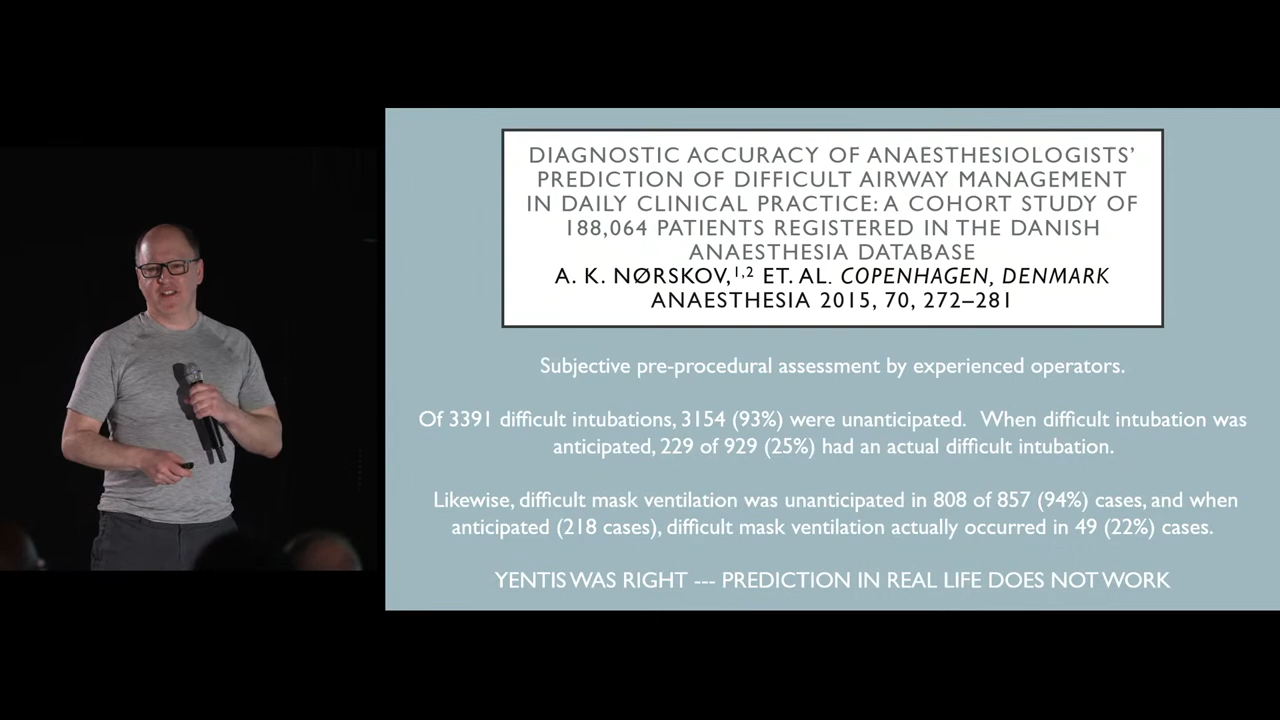 DIAGNOSTIC ACCURACY OF ANAESTHESIOLOGISTS’
PREDICTION OF DIFFICULT AIRWAY MANAGEMENT
IN DAILY CLINICAL PRACTICE: A COHORT STUDY OF
188,064 PATIENTS REGISTERED IN THE DANISH
ANAESTHESIA DATABASE
A. K. NØRSKOV,1,2 ET. AL. COPENHAGEN, DENMARK
ANAESTHESIA 2015, 70, 272–281
Subjective pre-procedural assessment by experienced operators.
Of 3391 difficult intubations, 3154 (93%) were unanticipated. When difficult intubation was
anticipated, 229 of 929 (25%) had an actual difficult intubation.
Likewise, difficult mask ventilation was unanticipated in 808 of 857 (94%) cases, and when
anticipated (218 cases), difficult mask ventilation actually occurred in 49 (22%) cases.
YENTIS WAS RIGHT --- PREDICTION IN REAL LIFE DOES NOT WORK